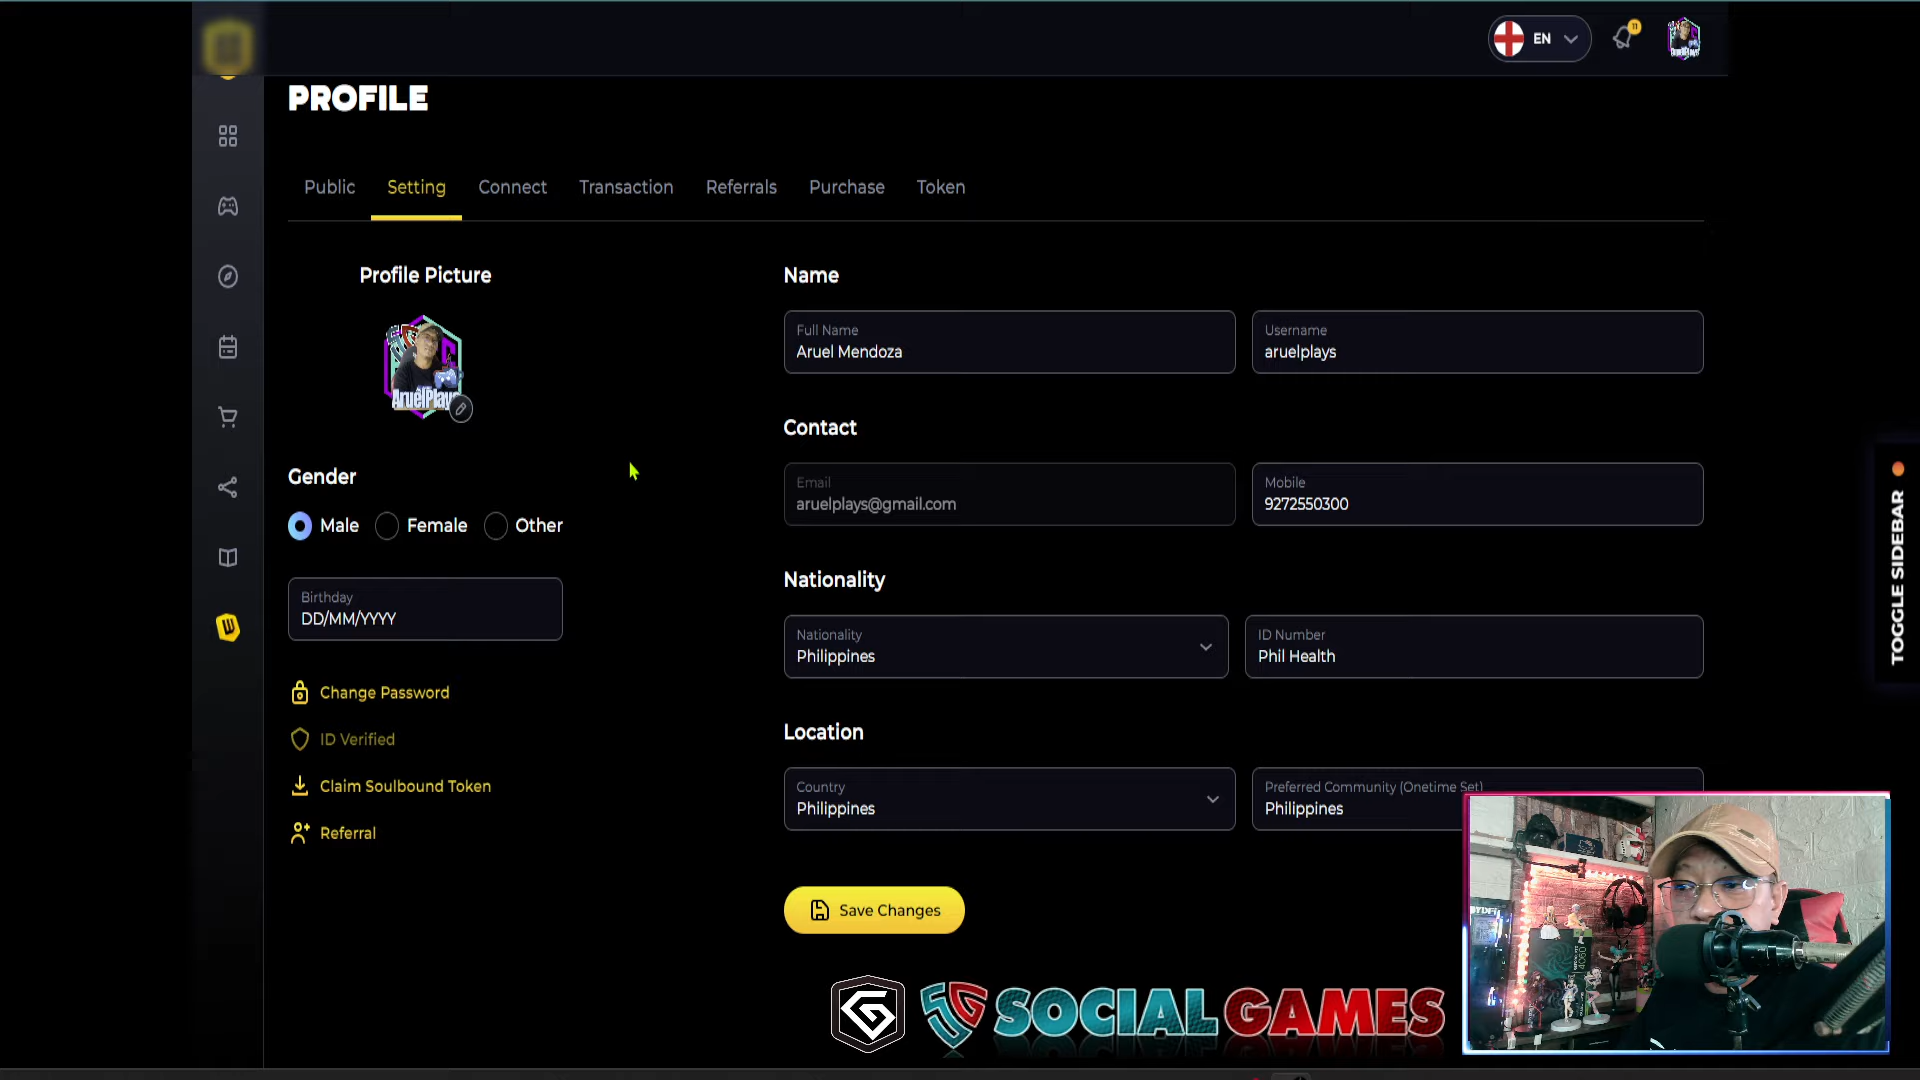 EN
11
PROFILE
Public
Setting
Connect
Transaction
Referrals
Purchase
Token
Profile Picture
AruelPlays
Name
Full Name
Aruel Mendoza
Username
aruelplays
Contact
Email
aruelplays@gmail.com
Mobile
9272550300
Gender
Male
Female
Other
Birthday
DD/MM/YYYY
Nationality
Nationality
Philippines
ID Number
Phil Health
Change Password
ID Verified
Claim Soulbound Token
Referral
Location
Country
Philippines
Preferred Community (Onetime Set)
Philippines
Save Changes
TOGGLE SIDEBAR
SOCIALGAMES